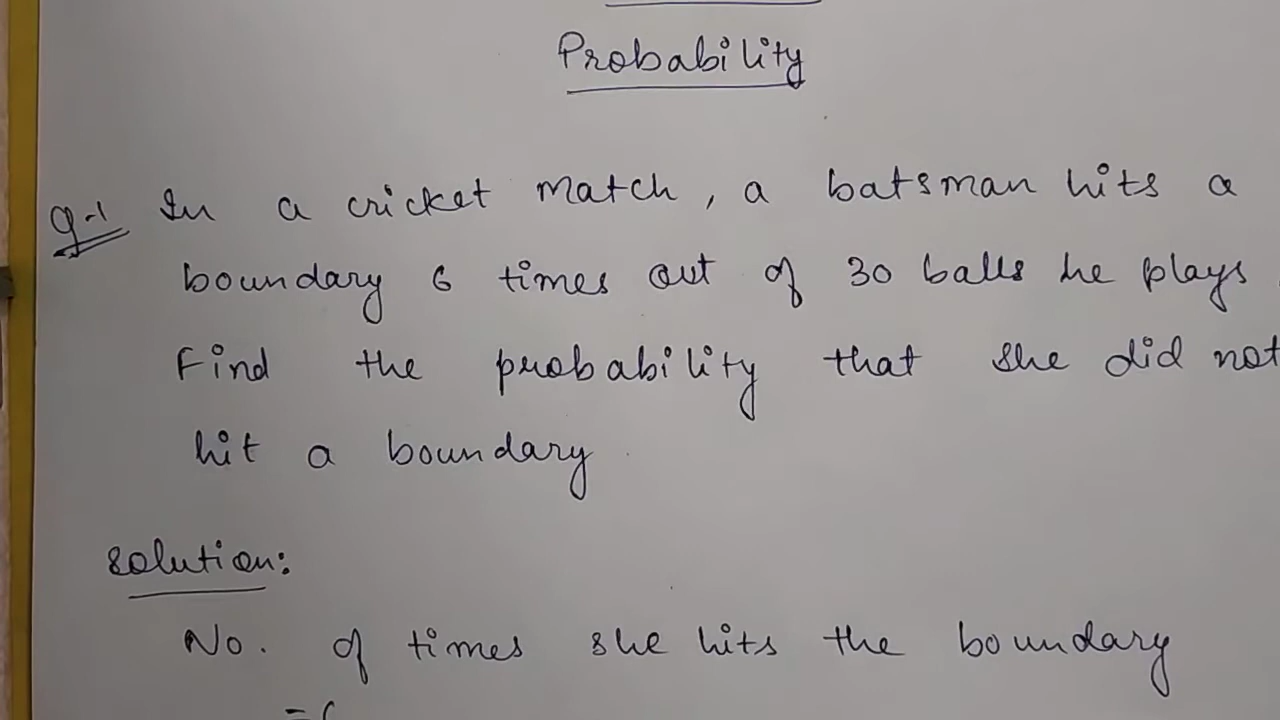 Probability
Q-1 In a cricket match, a batsman hits a
boundary 6 times out of 30 balls he plays.
Find the probability that she did not
hit a boundary
Solution:
No. of times she hits the boundary
=